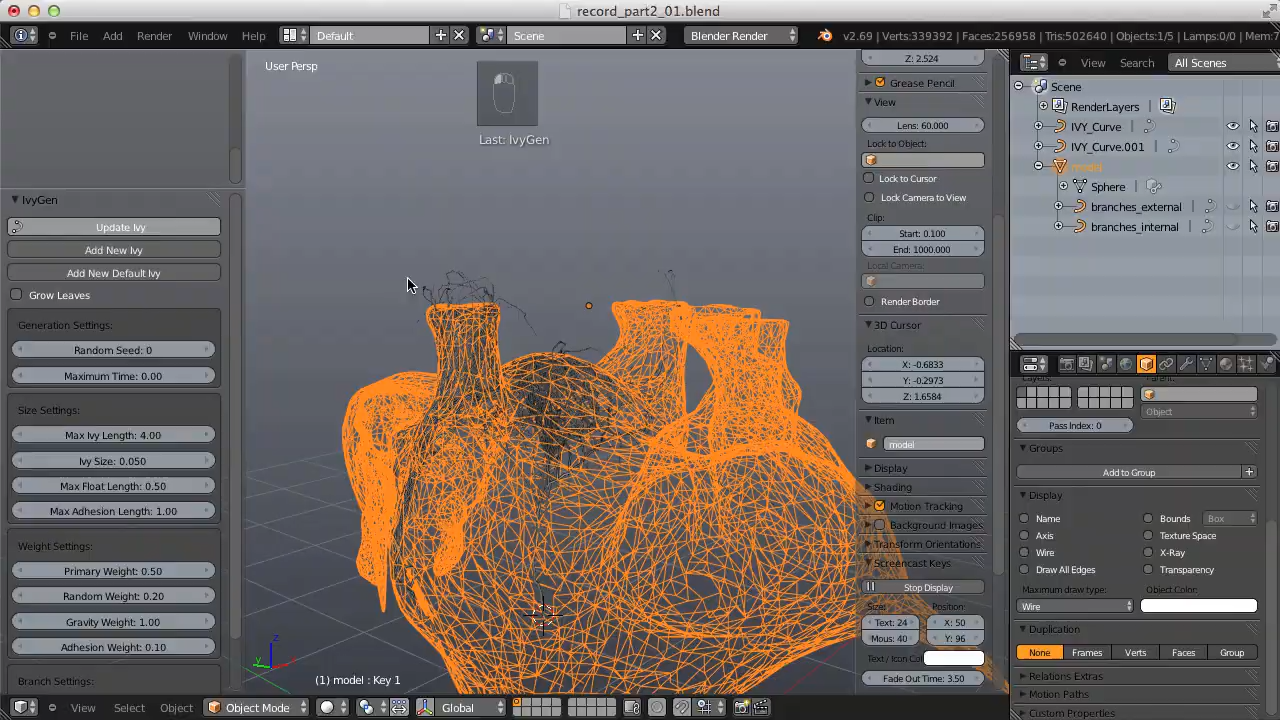 record_part2_01.blend
File Add Render Window Help Default Scene Blender Render v2.69 | Verts:339392 | Faces:256958 | Tris:502640 | Objects:1/5 | Lamps:0/0 | Mem:7
User Persp
Last: IvyGen
(1) model : Key 1
IvyGen
Update Ivy
Add New Ivy
Add New Default Ivy
Grow Leaves
Generation Settings:
Random Seed: 0
Maximum Time: 0.00
Size Settings:
Max Ivy Length: 4.00
Ivy Size: 0.050
Max Float Length: 0.50
Max Adhesion Length: 1.00
Weight Settings:
Primary Weight: 0.50
Random Weight: 0.20
Gravity Weight: 1.00
Adhesion Weight: 0.10
Branch Settings:
Z: 2.524
Grease Pencil
View
Lens: 60.000
Lock to Object:
Lock to Cursor
Lock Camera to View
Clip:
Start: 0.100
End: 1000.000
Local Camera:
Render Border
3D Cursor
Location:
X: -0.6833
Y: -0.2973
Z: 1.6584
Item
model
Display
Shading
Motion Tracking
Background Images
Transform Orientations
Screencast Keys
Stop Display
Size: Position:
Text: 24 X: 50
Mous: 40 Y: 96
Text / Icon Col
Fade Out Time: 3.50
View Search All Scenes
Scene
RenderLayers
IVY_Curve
IVY_Curve.001
model
Sphere
branches_external
branches_internal
Layers: Parent:
Object
Pass Index: 0
Groups
Add to Group
Display
Name Bounds Box
Axis Texture Space
Wire X-Ray
Draw All Edges Transparency
Maximum draw type: Object Color:
Wire
Duplication
None Frames Verts Faces Group
Relations Extras
Motion Paths
Custom Properties
View Select Object Object Mode Global